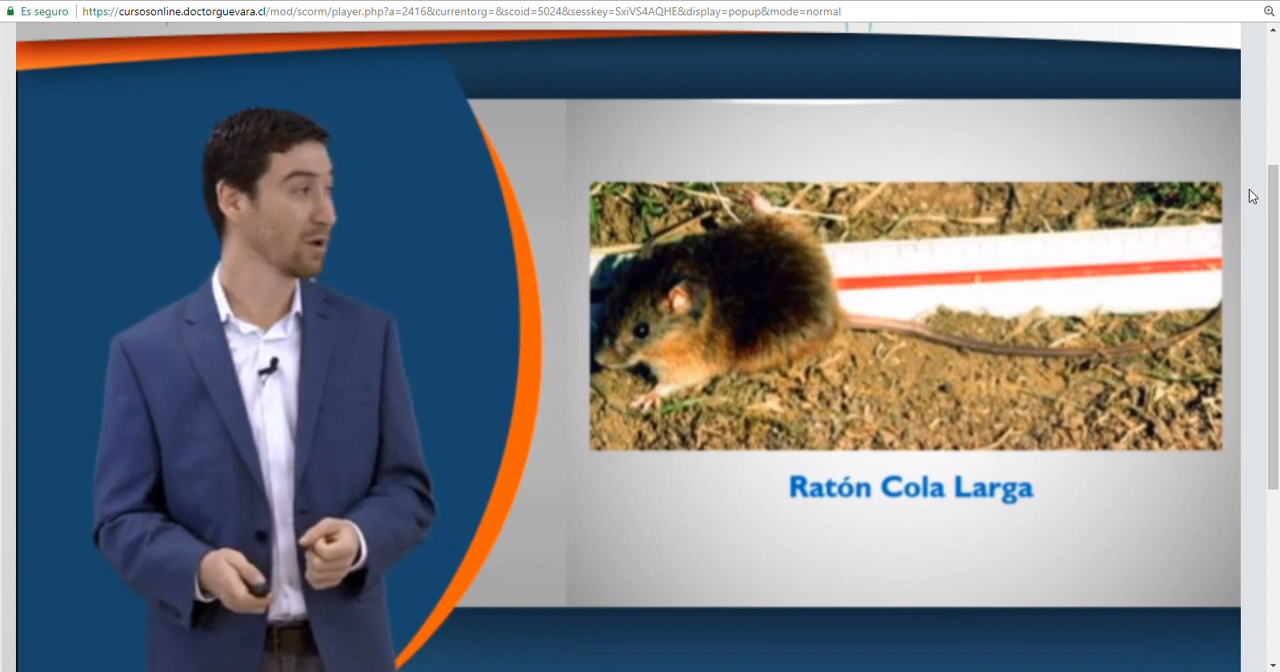 Es seguro | https://cursosonline.doctorguevara.cl/mod/scorm/player.php?a=2416&currentorg=&scoid=5024&sesskey=SxiVS4AQHE&display=popup&mode=normal
Ratón Cola Larga